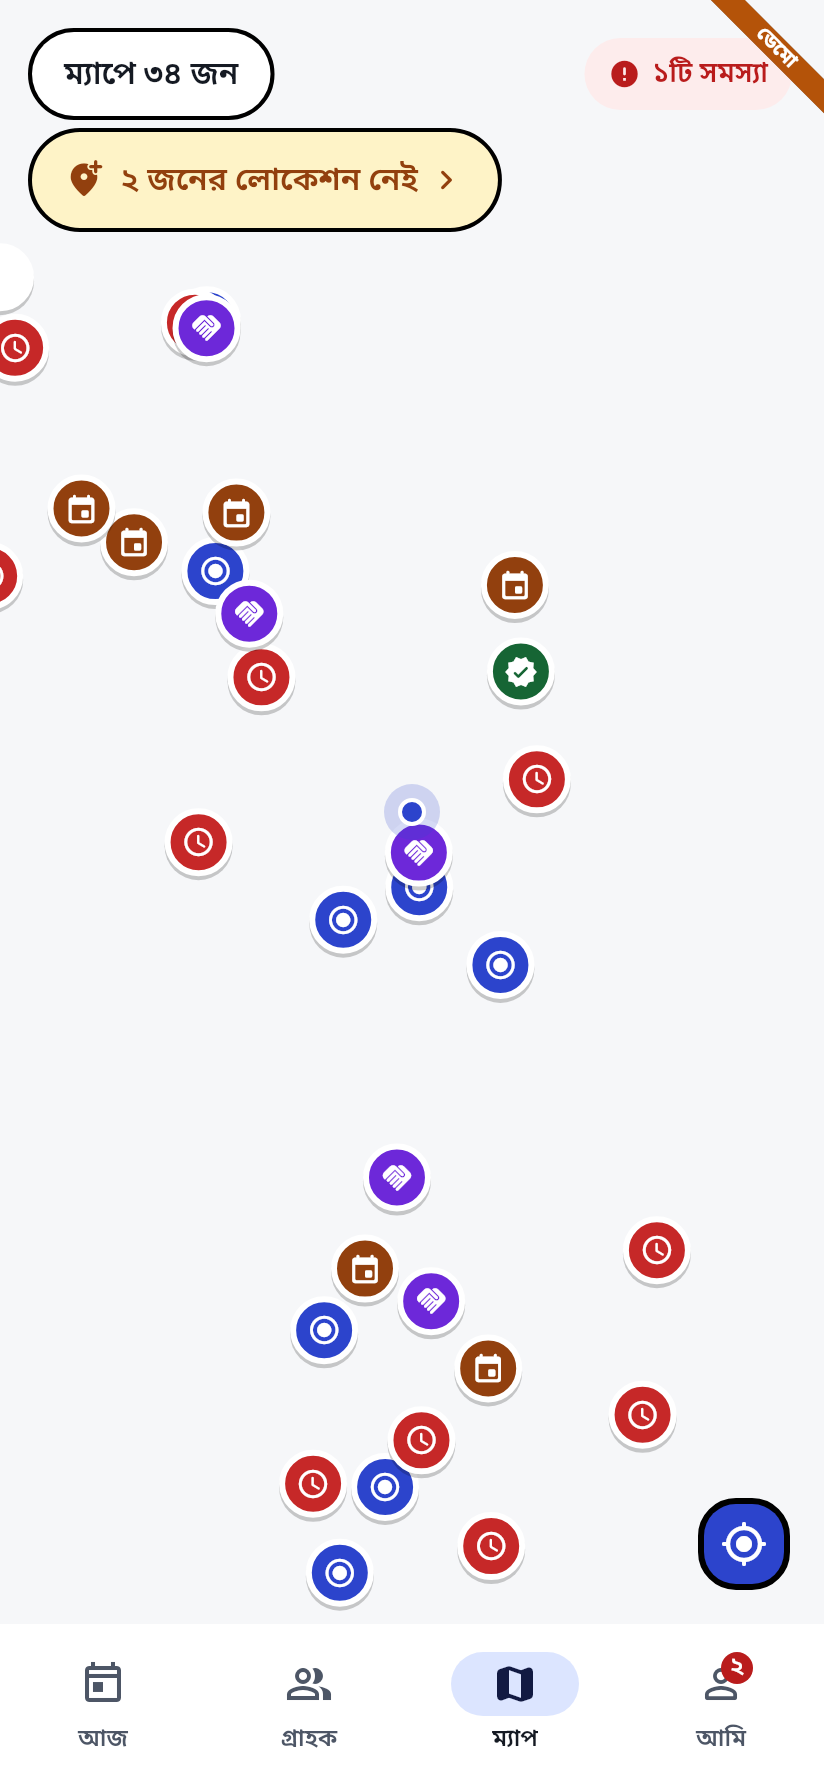 ম্যাপে ৩৪ জন
১টি সমস্যা
ডেমো
২ জনের লোকেশন নেই
আজ
গ্রাহক
ম্যাপ
২
আমি